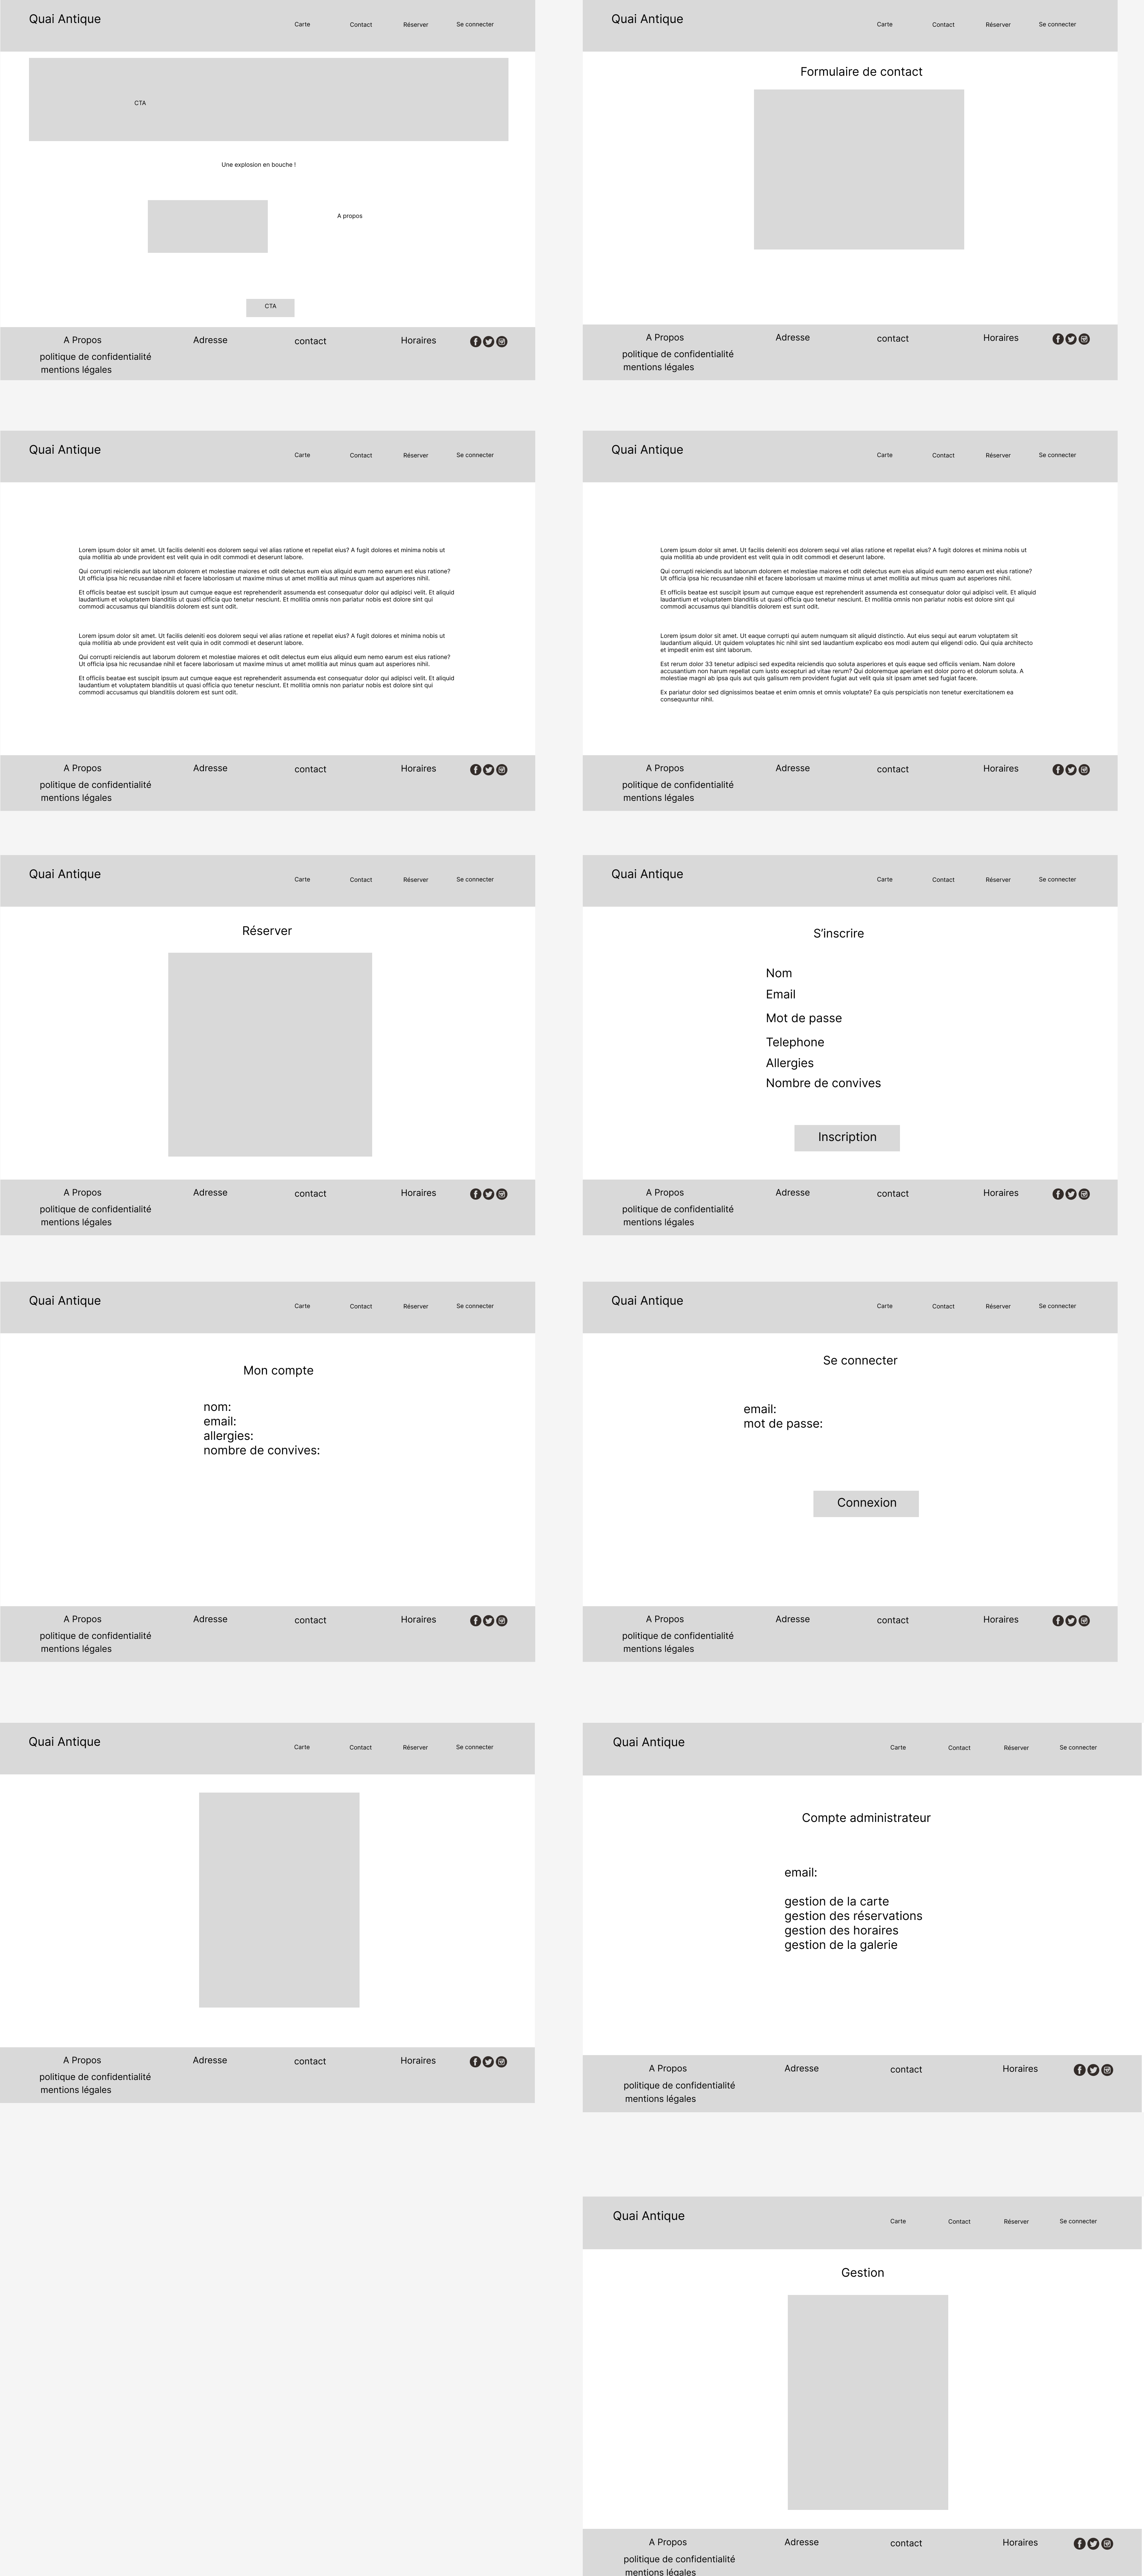 Quai Antique
Carte
Contact
Réserver
Se connecter
CTA
Une explosion en bouche !
A propos
CTA
A Propos
Adresse
contact
Horaires
politique de confidentialité
mentions légales
Quai Antique
Carte
Contact
Réserver
Se connecter
Formulaire de contact
A Propos
Adresse
contact
Horaires
politique de confidentialité
mentions légales
Quai Antique
Carte
Contact
Réserver
Se connecter
Lorem ipsum dolor sit amet. Ut facilis deleniti eos dolorem sequi vel alias ratione et repellat eius? A fugit dolores et minima nobis ut
quia mollitia ab unde provident est velit quia in odit commodi et deserunt labore.
Qui corrupti reiciendis aut laborum dolorem et molestiae maiores et odit delectus eum eius aliquid eum nemo earum est eius ratione?
Ut officia ipsa hic recusandae nihil et facere laboriosam ut maxime minus ut amet mollitia aut minus quam aut asperiores nihil.
Et officiis beatae est suscipit ipsum aut cumque eaque est reprehenderit assumenda est consequatur dolor qui adipisci velit. Et aliquid
laudantium et voluptatem blanditiis ut quasi officia quo tenetur nesciunt. Et mollitia omnis non pariatur nobis est dolore sint qui
commodi accusamus qui blanditiis dolorem est sunt odit.
Lorem ipsum dolor sit amet. Ut facilis deleniti eos dolorem sequi vel alias ratione et repellat eius? A fugit dolores et minima nobis ut
quia mollitia ab unde provident est velit quia in odit commodi et deserunt labore.
Qui corrupti reiciendis aut laborum dolorem et molestiae maiores et odit delectus eum eius aliquid eum nemo earum est eius ratione?
Ut officia ipsa hic recusandae nihil et facere laboriosam ut maxime minus ut amet mollitia aut minus quam aut asperiores nihil.
Et officiis beatae est suscipit ipsum aut cumque eaque est reprehenderit assumenda est consequatur dolor qui adipisci velit. Et aliquid
laudantium et voluptatem blanditiis ut quasi officia quo tenetur nesciunt. Et mollitia omnis non pariatur nobis est dolore sint qui
commodi accusamus qui blanditiis dolorem est sunt odit.
A Propos
Adresse
contact
Horaires
politique de confidentialité
mentions légales
Quai Antique
Carte
Contact
Réserver
Se connecter
Lorem ipsum dolor sit amet. Ut facilis deleniti eos dolorem sequi vel alias ratione et repellat eius? A fugit dolores et minima nobis ut
quia mollitia ab unde provident est velit quia in odit commodi et deserunt labore.
Qui corrupti reiciendis aut laborum dolorem et molestiae maiores et odit delectus eum eius aliquid eum nemo earum est eius ratione?
Ut officia ipsa hic recusandae nihil et facere laboriosam ut maxime minus ut amet mollitia aut minus quam aut asperiores nihil.
Et officiis beatae est suscipit ipsum aut cumque eaque est reprehenderit assumenda est consequatur dolor qui adipisci velit. Et aliquid
laudantium et voluptatem blanditiis ut quasi officia quo tenetur nesciunt. Et mollitia omnis non pariatur nobis est dolore sint qui
commodi accusamus qui blanditiis dolorem est sunt odit.
Lorem ipsum dolor sit amet. Ut eaque corrupti qui autem numquam sit aliquid distinctio. Aut eius sequi aut earum voluptatem sit
laudantium aliquid. Ut quidem voluptates hic nihil sint sed laudantium explicabo eos modi autem qui eligendi odio. Qui quia architecto
et impedit enim est sint laborum.
Est rerum dolor 33 tenetur adipisci sed expedita reiciendis quo soluta asperiores et quis eaque sed officiis veniam. Nam dolore
accusantium non harum repellat cum iusto excepturi ad vitae rerum? Qui doloremque aperiam est dolor porro et dolorum soluta. A
molestiae magni ab ipsa quis aut quis galisum rem provident fugiat aut velit quia sit ipsam amet sed fugiat facere.
Ex pariatur dolor sed dignissimos beatae et enim omnis et omnis voluptate? Ea quis perspiciatis non tenetur exercitationem ea
consequuntur nihil.
A Propos
Adresse
contact
Horaires
politique de confidentialité
mentions légales
Quai Antique
Carte
Contact
Réserver
Se connecter
Réserver
A Propos
Adresse
contact
Horaires
politique de confidentialité
mentions légales
Quai Antique
Carte
Contact
Réserver
Se connecter
S'inscrire
Nom
Email
Mot de passe
Telephone
Allergies
Nombre de convives
Inscription
A Propos
Adresse
contact
Horaires
politique de confidentialité
mentions légales
Quai Antique
Carte
Contact
Réserver
Se connecter
Mon compte
nom:
email:
allergies:
nombre de convives:
A Propos
Adresse
contact
Horaires
politique de confidentialité
mentions légales
Quai Antique
Carte
Contact
Réserver
Se connecter
Se connecter
email:
mot de passe:
Connexion
A Propos
Adresse
contact
Horaires
politique de confidentialité
mentions légales
Quai Antique
Carte
Contact
Réserver
Se connecter
A Propos
Adresse
contact
Horaires
politique de confidentialité
mentions légales
Quai Antique
Carte
Contact
Réserver
Se connecter
Compte administrateur
email:
gestion de la carte
gestion des réservations
gestion des horaires
gestion de la galerie
A Propos
Adresse
contact
Horaires
politique de confidentialité
mentions légales
Quai Antique
Carte
Contact
Réserver
Se connecter
Gestion
A Propos
Adresse
contact
Horaires
politique de confidentialité
mentions légales